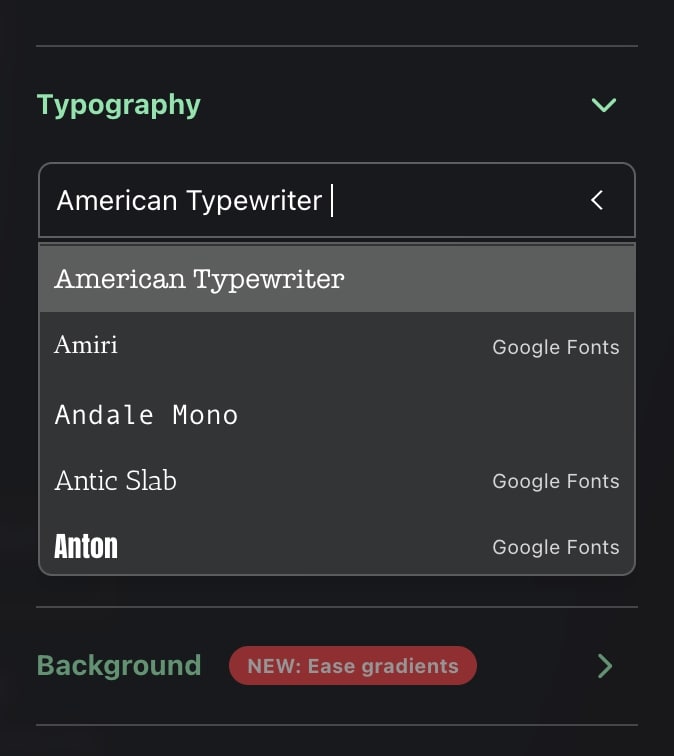 Typography
American Typewriter
American Typewriter
Amiri Google Fonts
Andale Mono
Antic Slab Google Fonts
Anton Google Fonts
Background NEW: Ease gradients